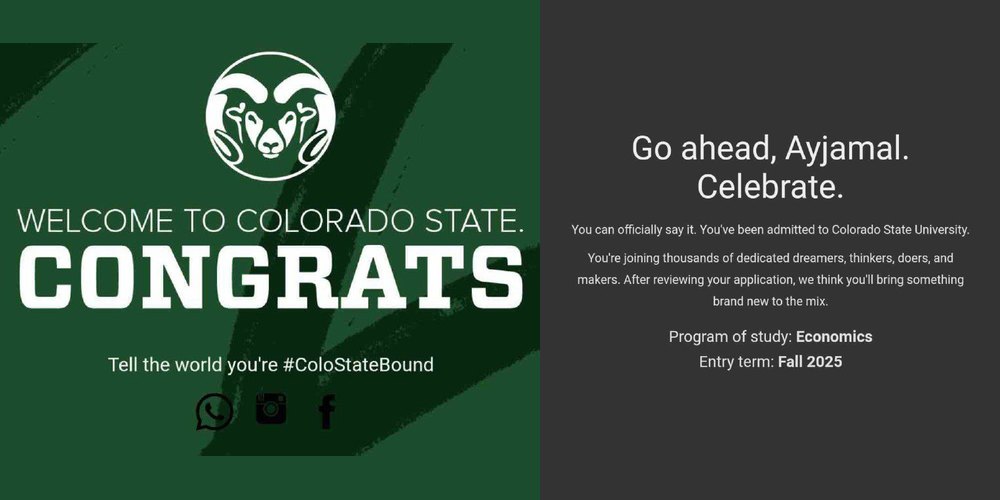 WELCOME TO COLORADO STATE.
CONGRATS
Tell the world you're #ColoStateBound
Go ahead, Ayjamal.
Celebrate.
You can officially say it. You've been admitted to Colorado State University.
You're joining thousands of dedicated dreamers, thinkers, doers, and
makers. After reviewing your application, we think you'll bring something
brand new to the mix.
Program of study: Economics
Entry term: Fall 2025